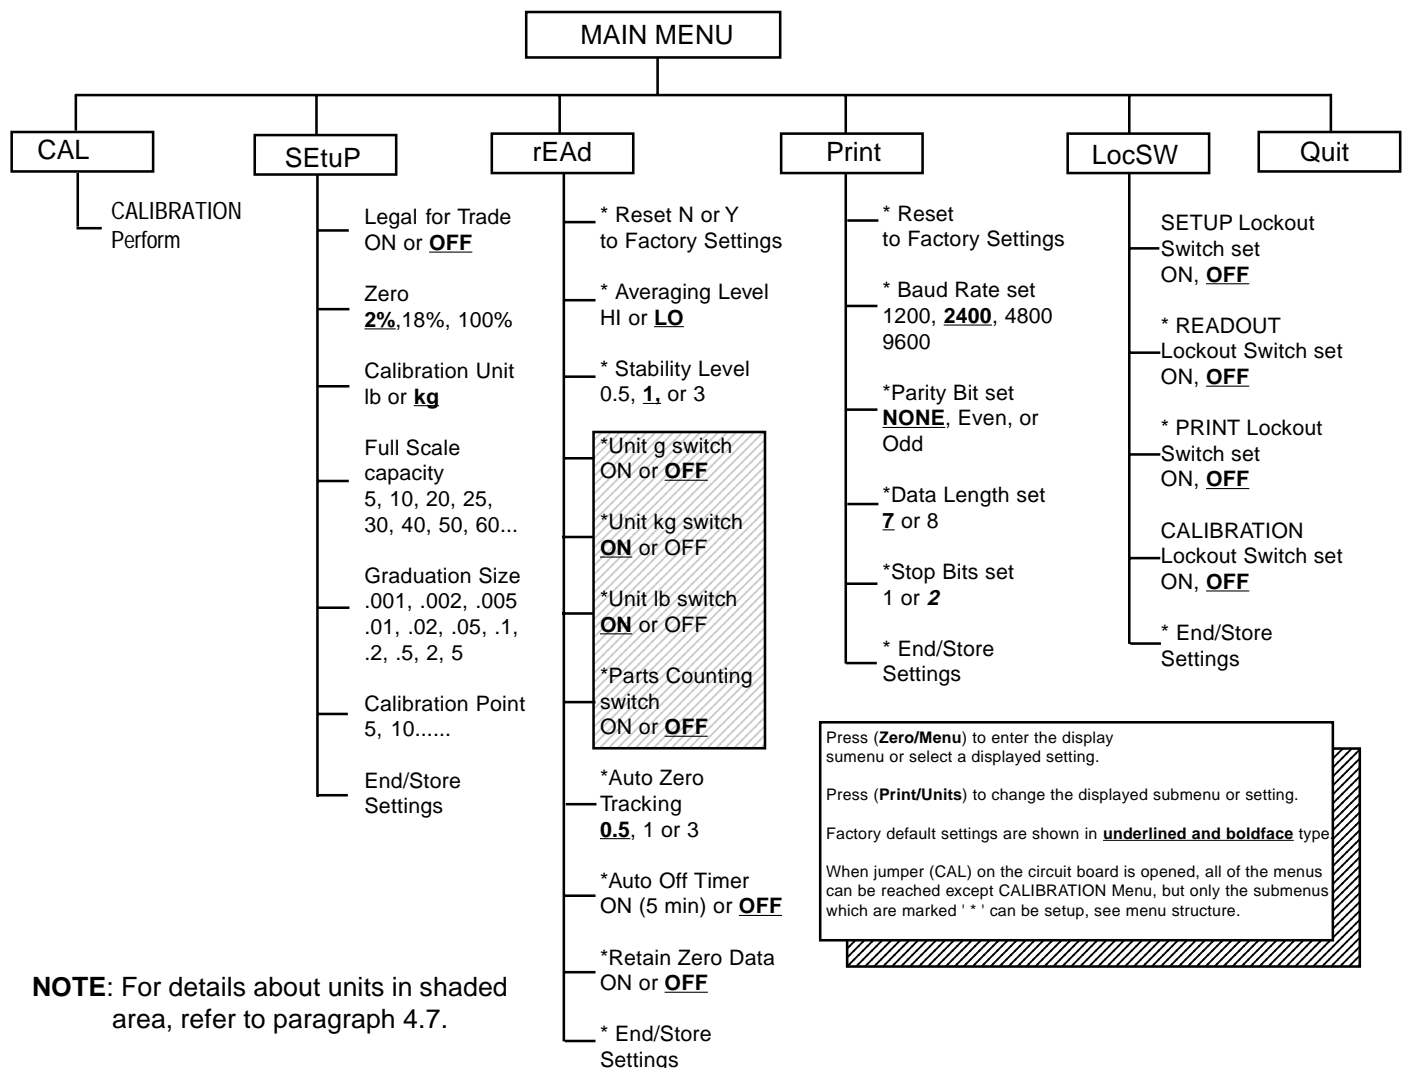 MAIN MENU
CAL
SEtuP
rEAd
Print
LocSW
Quit
CALIBRATION
Perform
Legal for Trade
ON or OFF
Zero
2%,18%, 100%
Calibration Unit
lb or kg
Full Scale
capacity
5, 10, 20, 25,
30, 40, 50, 60...
Graduation Size
.001, .002, .005
.01, .02, .05, .1,
.2, .5, 2, 5
Calibration Point
5, 10......
End/Store
Settings
* Reset N or Y
to Factory Settings
* Averaging Level
HI or LO
* Stability Level
0.5, 1, or 3
*Unit g switch
ON or OFF
*Unit kg switch
ON or OFF
*Unit lb switch
ON or OFF
*Parts Counting
switch
ON or OFF
*Auto Zero
Tracking
0.5, 1 or 3
*Auto Off Timer
ON (5 min) or OFF
*Retain Zero Data
ON or OFF
* End/Store
Settings
* Reset
to Factory Settings
* Baud Rate set
1200, 2400, 4800
9600
*Parity Bit set
NONE, Even, or
Odd
*Data Length set
7 or 8
*Stop Bits set
1 or 2
* End/Store
Settings
SETUP Lockout
Switch set
ON, OFF
* READOUT
Lockout Switch set
ON, OFF
* PRINT Lockout
Switch set
ON, OFF
CALIBRATION
Lockout Switch set
ON, OFF
* End/Store
Settings
Press (Zero/Menu) to enter the display
sumenu or select a displayed setting.
Press (Print/Units) to change the displayed submenu or setting.
Factory default settings are shown in underlined and boldface type.
When jumper (CAL) on the circuit board is opened, all of the menus
can be reached except CALIBRATION Menu, but only the submenus
which are marked ' * ' can be setup, see menu structure.
NOTE: For details about units in shaded
area, refer to paragraph 4.7.